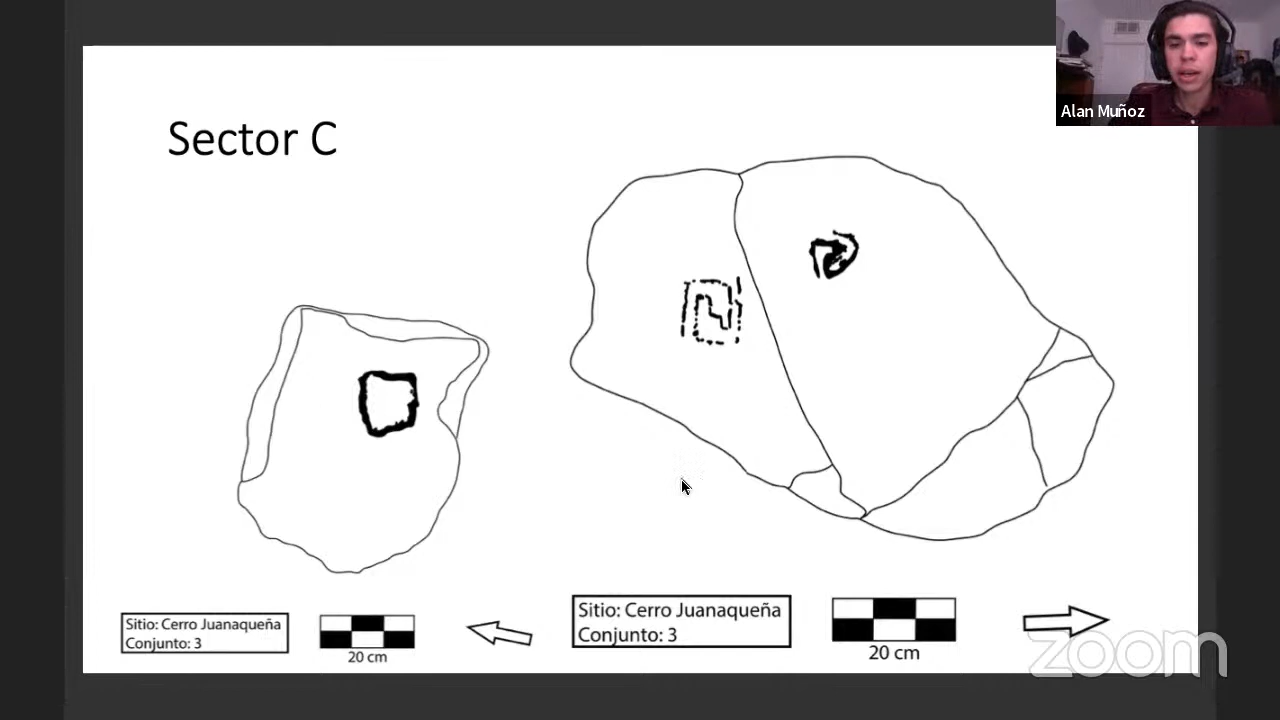 Alan Muñoz
Sector C
Sitio: Cerro Juanaqueña
Conjunto: 3
20 cm
Sitio: Cerro Juanaqueña
Conjunto: 3
20 cm
zoom